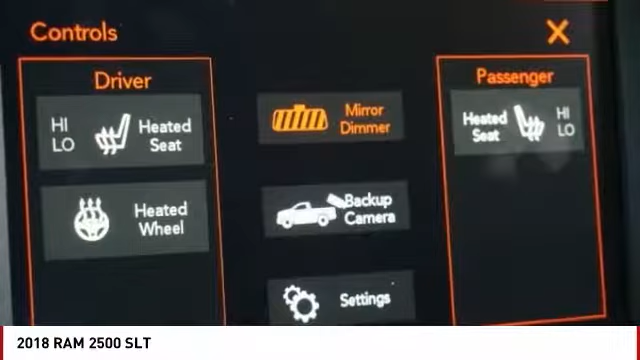 Controls
X
Driver
HI
LO
Heated
Seat
Heated
Wheel
Mirror
Dimmer
Backup
Camera
Settings
Passenger
Heated
Seat
HI
LO
2018 RAM 2500 SLT